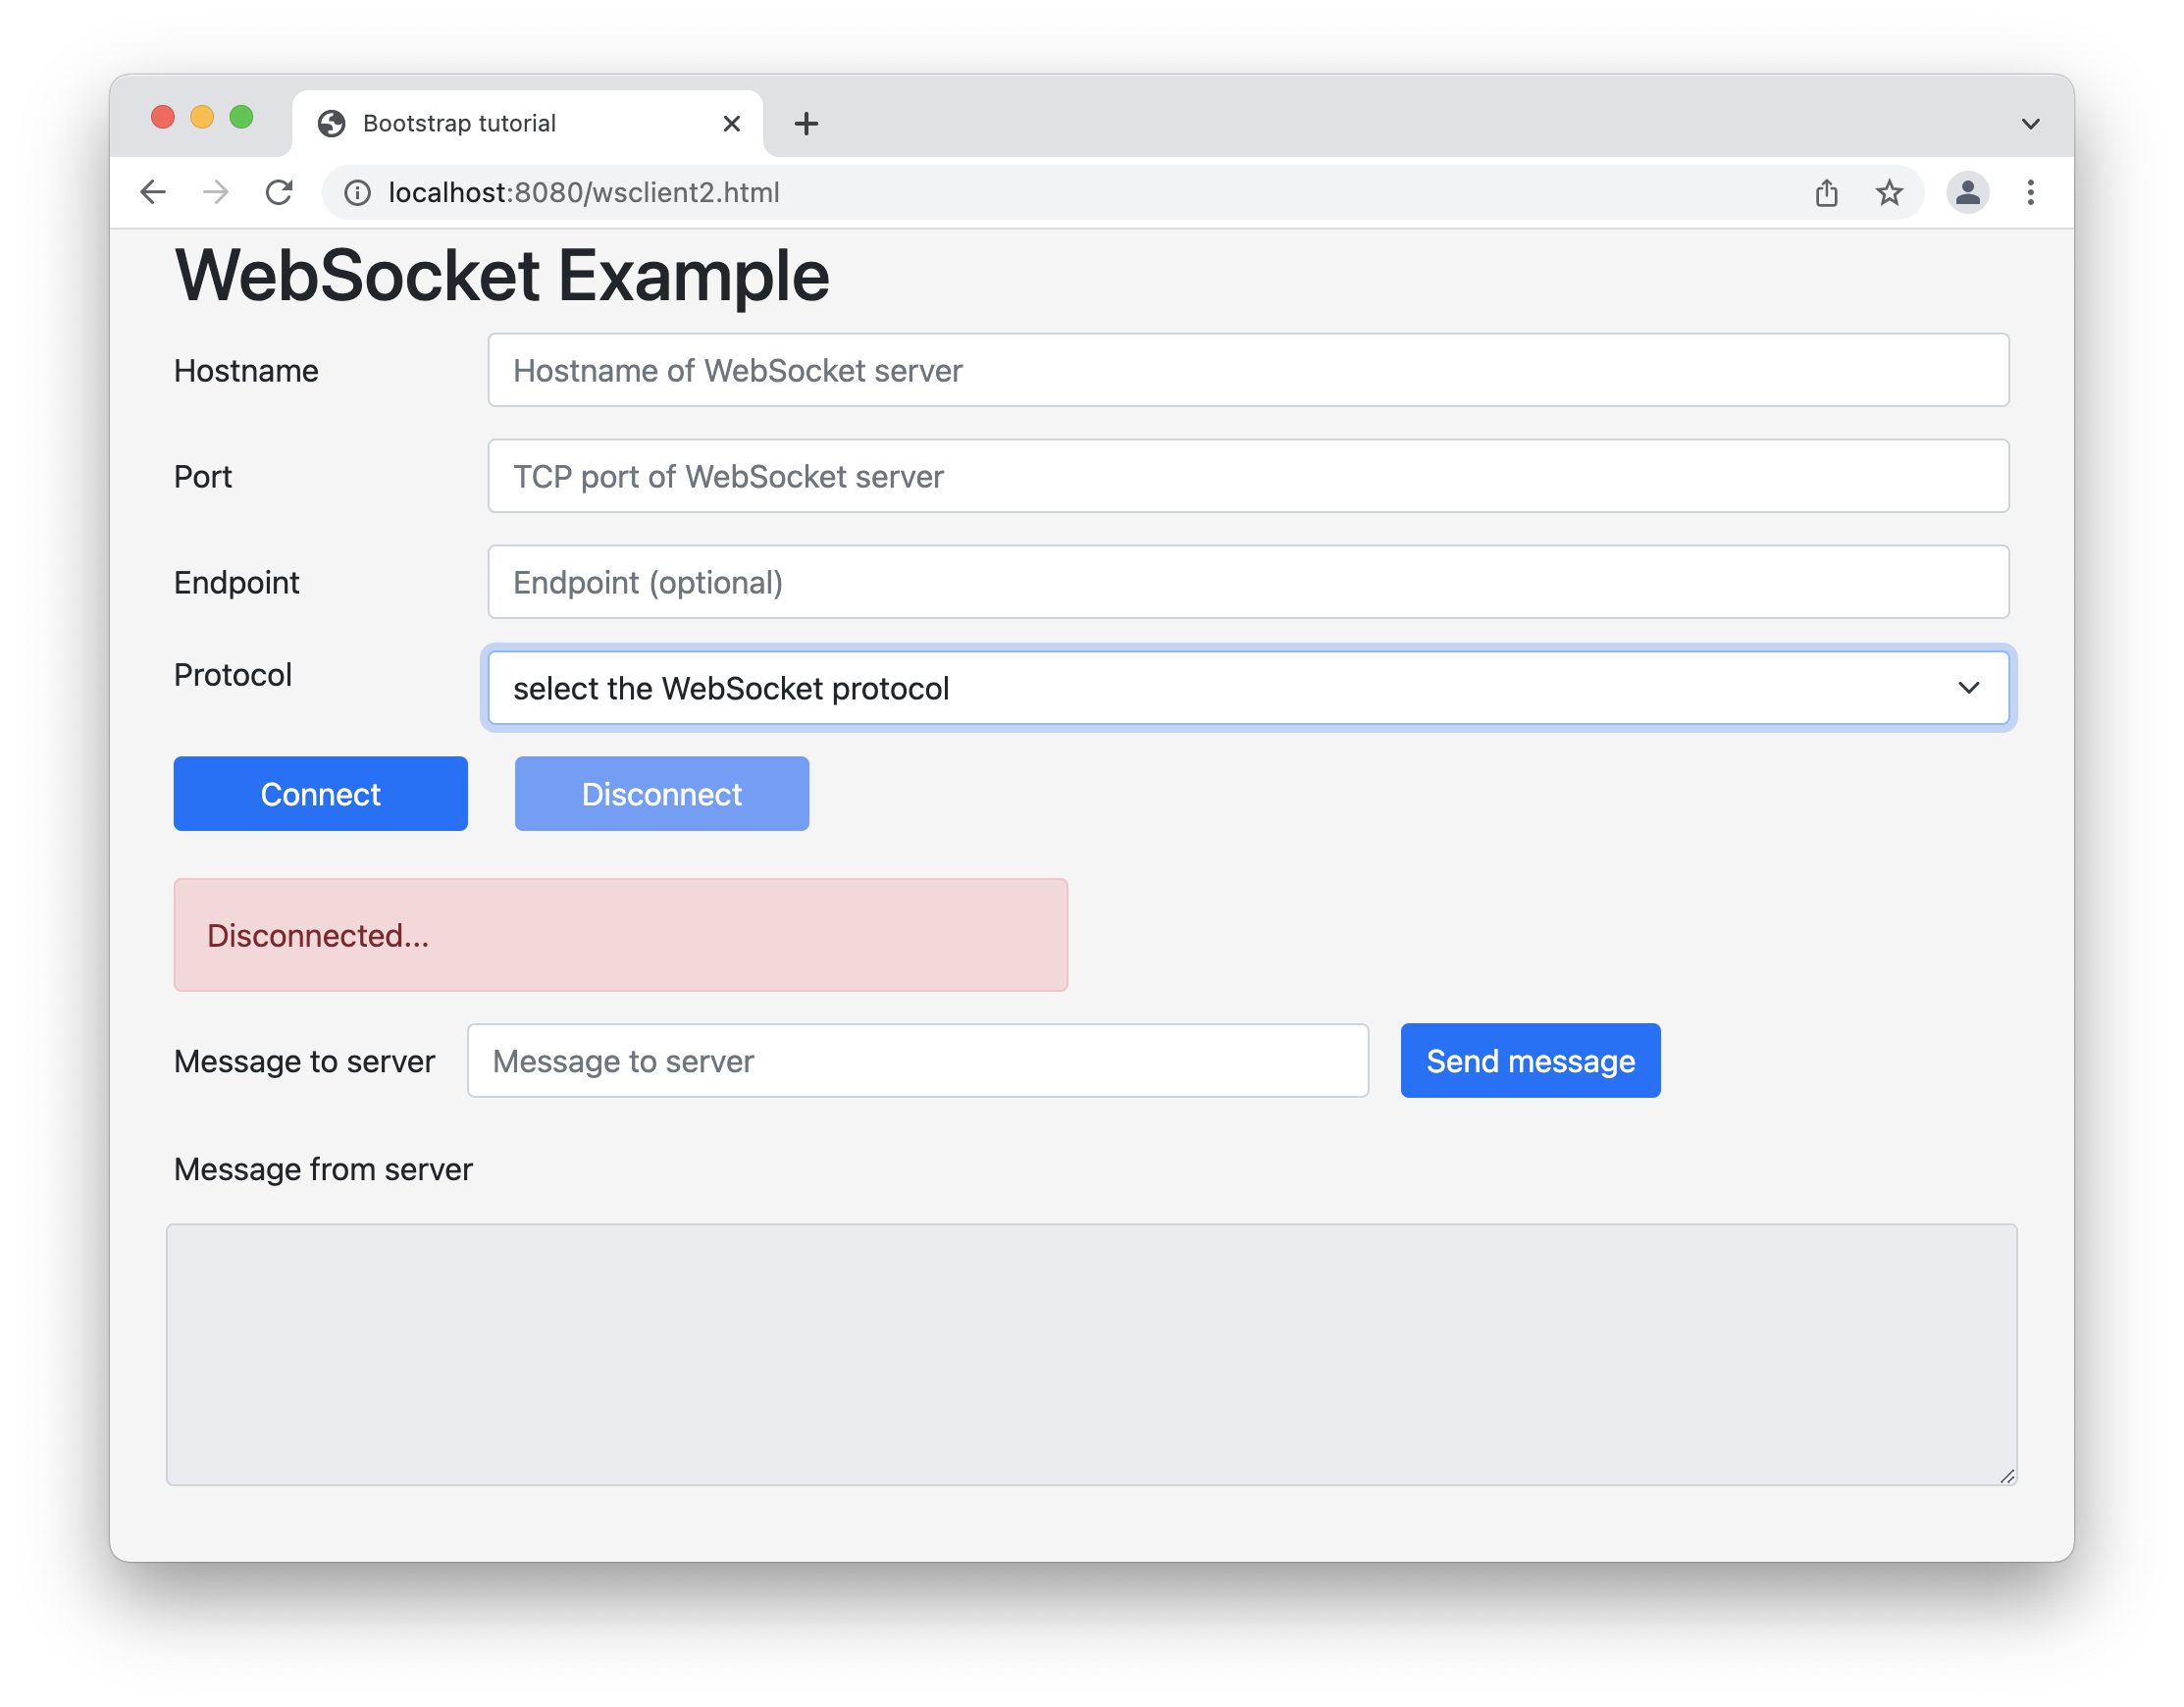 Bootstrap tutorial
localhost:8080/wsclient2.html
WebSocket Example
Hostname
Hostname of WebSocket server
Port
TCP port of WebSocket server
Endpoint
Endpoint (optional)
Protocol
select the WebSocket protocol
Connect
Disconnect
Disconnected...
Message to server
Message to server
Send message
Message from server